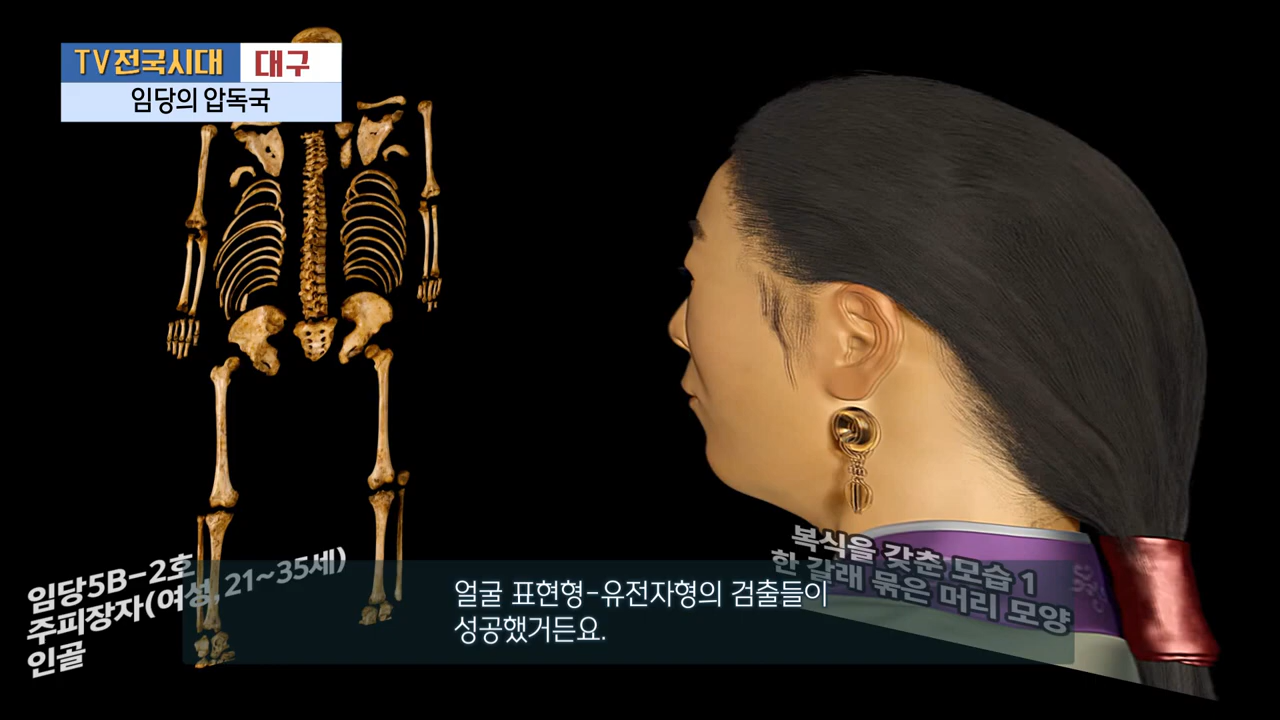 TV전국시대 대구
임당의 압독국
임당5B-2호
주피장자(여성, 21~35세)
인골
복식을 갖춘 모습 1
한 갈래 묶은 머리 모양
얼굴 표현형-유전자형의 검출들이
성공했거든요.